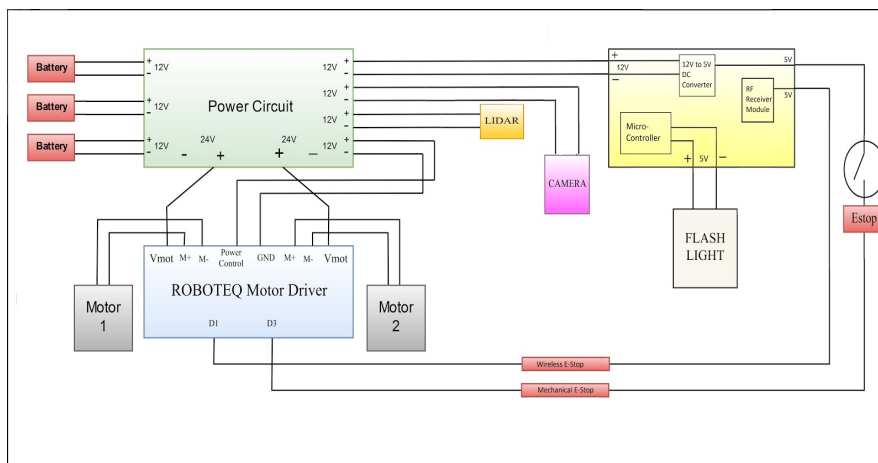 Battery
Battery
Battery
+
-
12V
+
-
12V
+
-
12V
Power Circuit
12V
+
-
12V
+
-
12V
+
-
12V
+
-
24V
-
+
24V
+
–
LIDAR
CAMERA
+
12V
–
12V to 5V
DC
Converter
5V
RF
Receiver
Module
5V
Micro-
Controller
+
5V
–
FLASH
LIGHT
Estop
Vmot
M+
M-
Power
Control
GND
M+
M-
Vmot
ROBOTEQ Motor Driver
D1
D3
Motor
1
Motor
2
Wireless E-Stop
Mechanical E-Stop